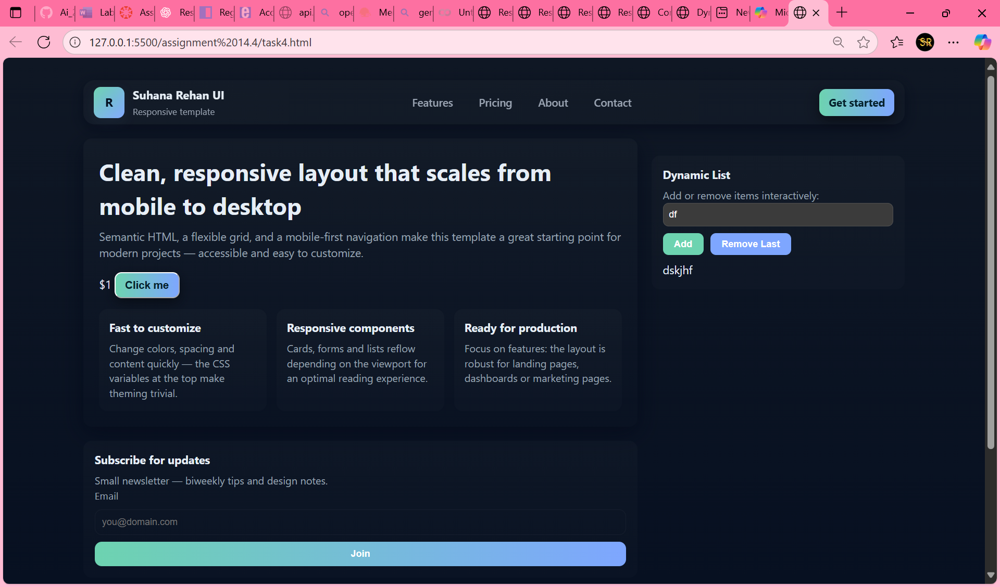 Ai_
Lab
Ass
Res
Reg
Acc
api.
ope
Me
ger
Unt
Res
Res
Res
Res
Co
Dy
Ne
Mi
127.0.0.1:5500/assignment%2014.4/task4.html
SR
R
Suhana Rehan UI
Responsive template
Features
Pricing
About
Contact
Get started
Clean, responsive layout that scales from
mobile to desktop
Semantic HTML, a flexible grid, and a mobile-first navigation make this template a great starting point for
modern projects — accessible and easy to customize.
$1 Click me
Fast to customize
Change colors, spacing and
content quickly — the CSS
variables at the top make
theming trivial.
Responsive components
Cards, forms and lists reflow
depending on the viewport for
an optimal reading experience.
Ready for production
Focus on features: the layout is
robust for landing pages,
dashboards or marketing pages.
Dynamic List
Add or remove items interactively:
df
Add
Remove Last
dskjhf
Subscribe for updates
Small newsletter — biweekly tips and design notes.
Email
you@domain.com
Join